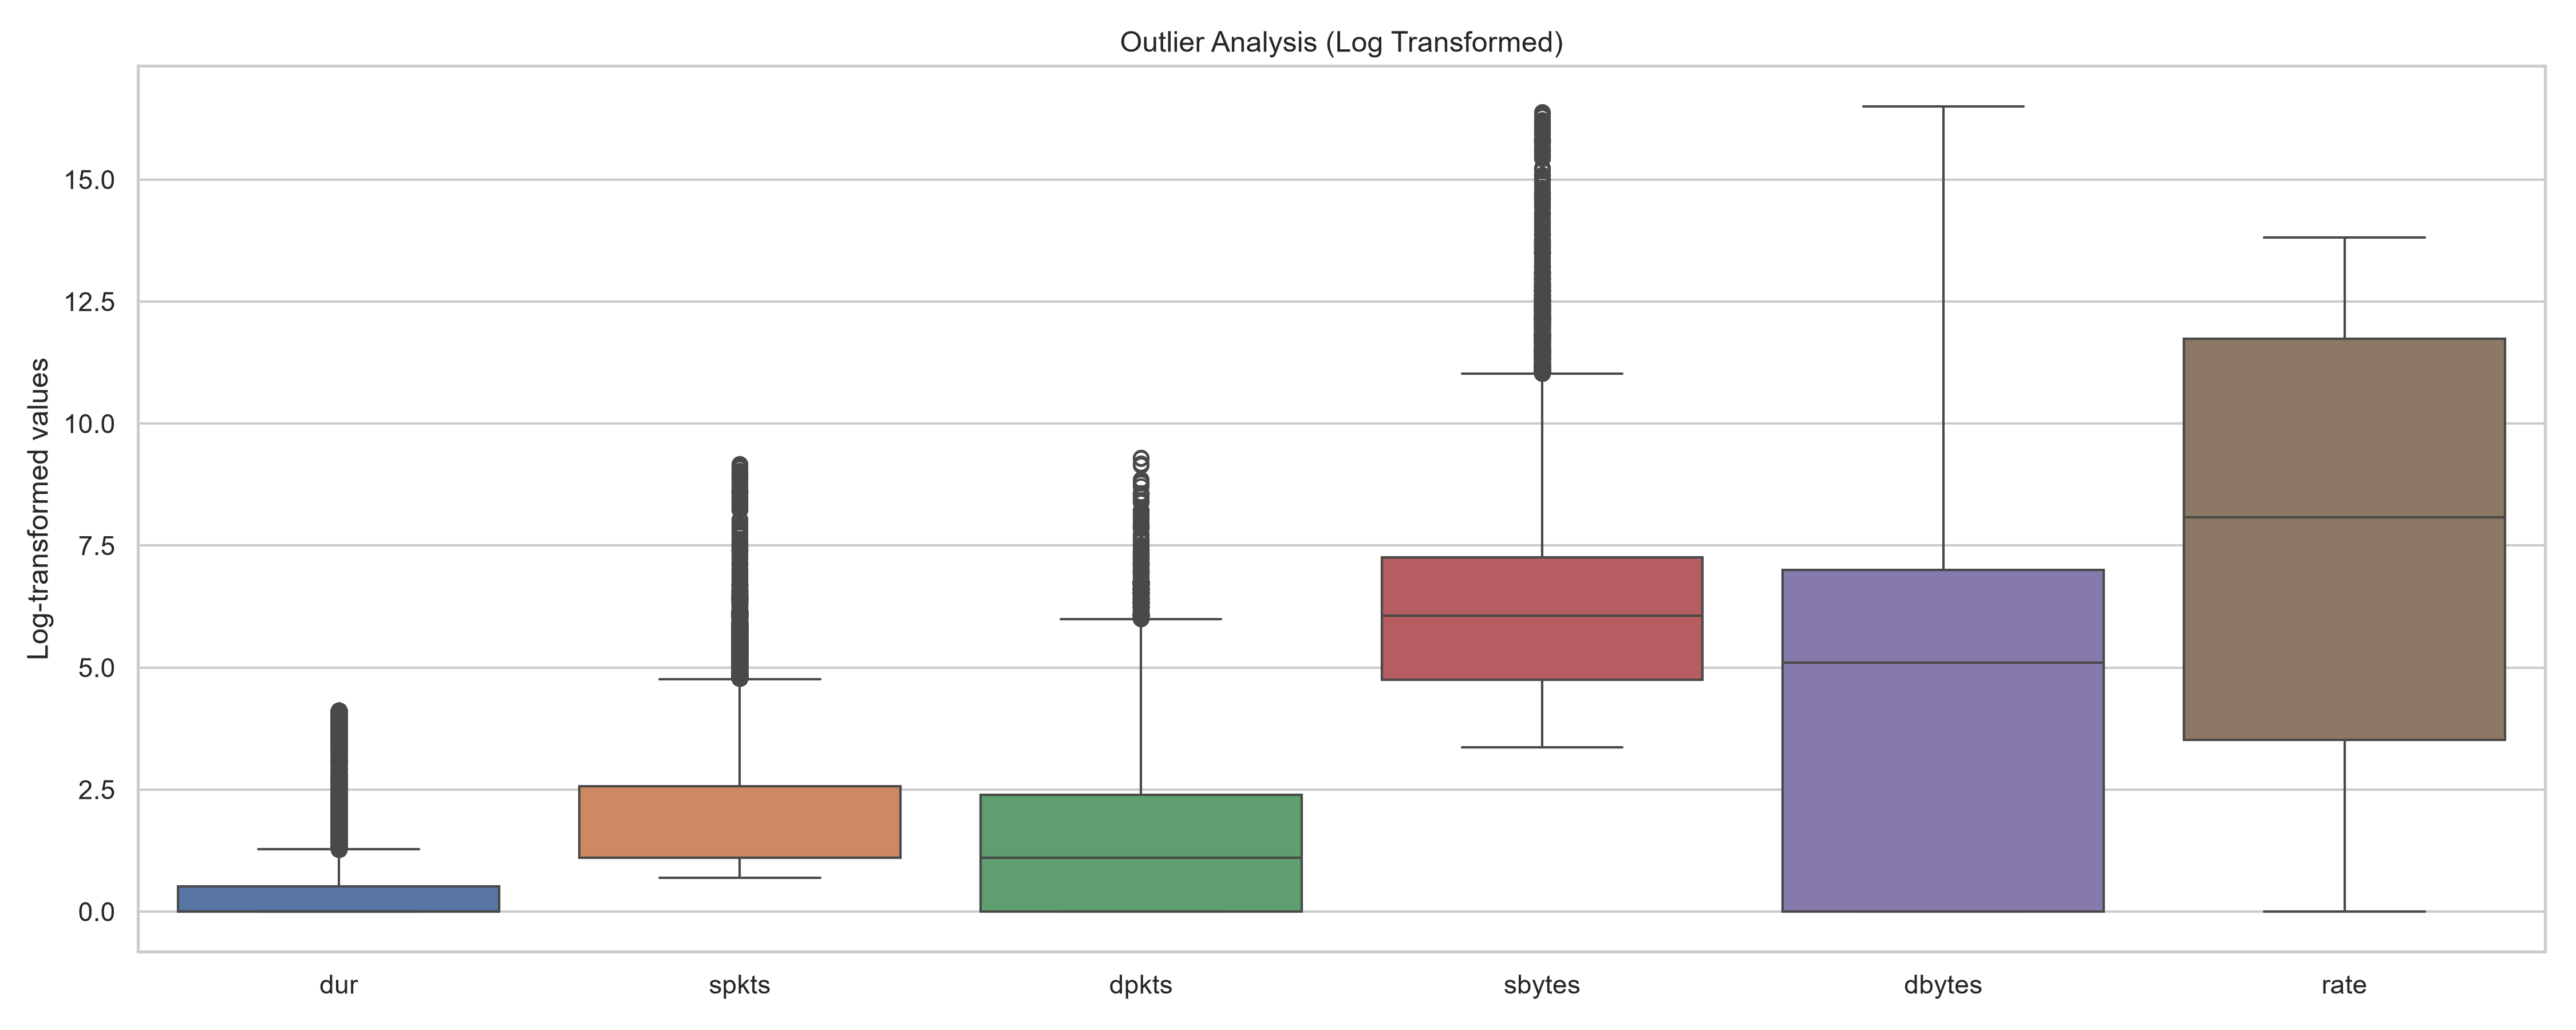 Outlier Analysis (Log Transformed)
Log-transformed values
15.0
12.5
10.0
7.5
5.0
2.5
0.0
dur spkts dpkts sbytes dbytes rate